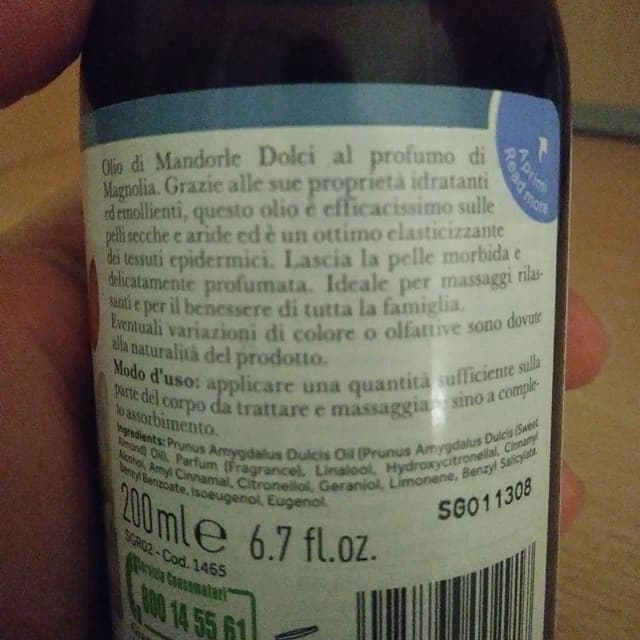 Olio di Mandorle Dolci al profumo di
Magnolia. Grazie alle sue proprietà idratanti
ed emollienti, questo olio è efficacissimo sulle
pelli secche e aride ed è un ottimo elasticizzante
dei tessuti epidermici. Lascia la pelle morbida e
delicatamente profumata. Ideale per massaggi rilas-
santi e per il benessere di tutta la famiglia.
Eventuali variazioni di colore o olfattive sono dovute
alla naturalità del prodotto.
Modo d'uso: applicare una quantità sufficiente sulla
parte del corpo da trattare e massaggiare sino a comple-
to assorbimento.
Ingredients: Prunus Amygdalus Dulcis Oil (Prunus Amygdalus Dulcis (Sweet
Almond) Oil), Parfum (Fragrance), Linalool, Hydroxycitronellal, Cinnamyl
Alcohol, Amyl Cinnamal, Citronellol, Geraniol, Limonene, Benzyl Salicylate,
Benzyl Benzoate, Isoeugenol, Eugenol.
SG011308
200 ml e 6.7 fl.oz.
SGR02 - Cod. 1465
Servizio Consumatori
800 14 55 61
Aprimi
Read more